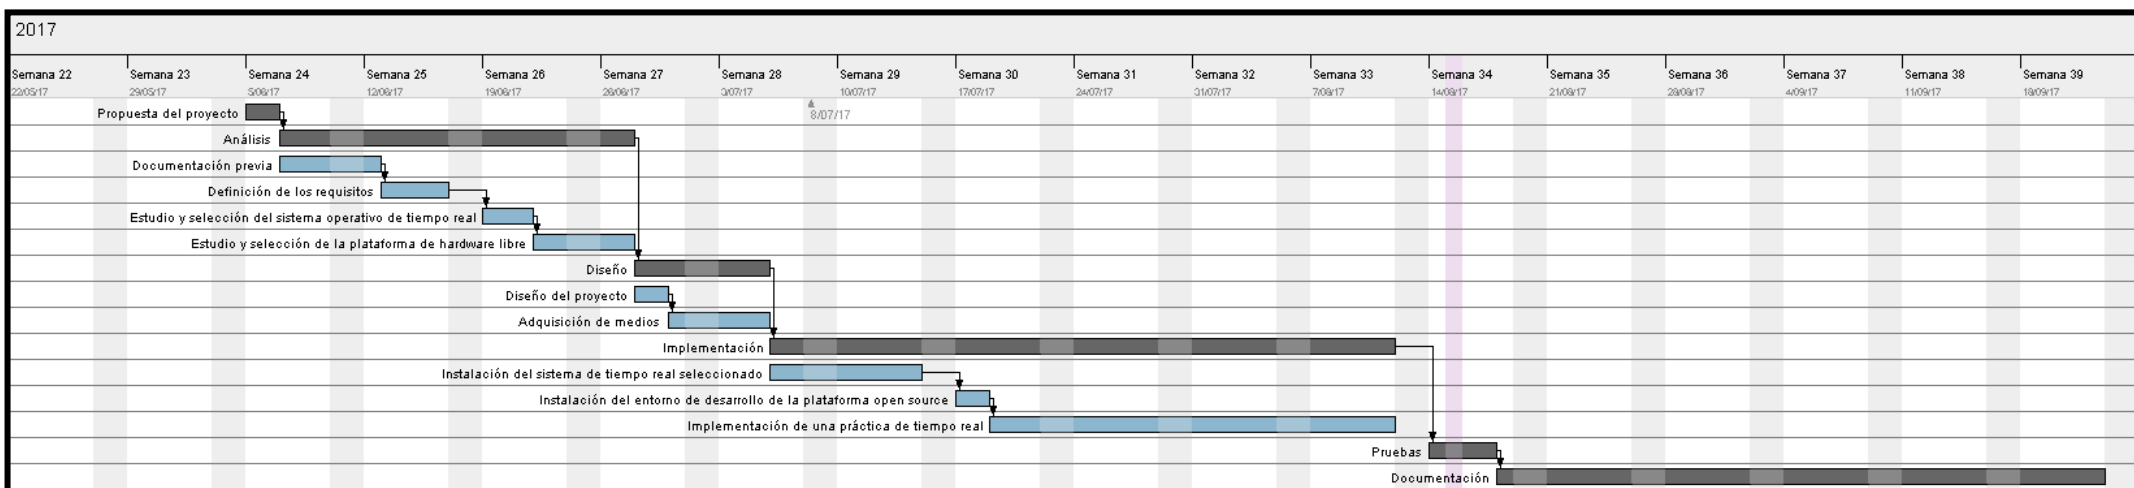 2017
Semana 22 Semana 23 Semana 24 Semana 25 Semana 26 Semana 27 Semana 28 Semana 29 Semana 30 Semana 31 Semana 32 Semana 33 Semana 34 Semana 35 Semana 36 Semana 37 Semana 38 Semana 39
22/05/17 29/05/17 5/06/17 12/06/17 19/06/17 26/06/17 3/07/17 10/07/17 17/07/17 24/07/17 31/07/17 7/08/17 14/08/17 21/08/17 28/08/17 4/09/17 11/09/17 18/09/17
Propuesta del proyecto
8/07/17
Análisis
Documentación previa
Definición de los requisitos
Estudio y selección del sistema operativo de tiempo real
Estudio y selección de la plataforma de hardware libre
Diseño
Diseño del proyecto
Adquisición de medios
Implementación
Instalación del sistema de tiempo real seleccionado
Instalación del entorno de desarrollo de la plataforma open source
Implementación de una práctica de tiempo real
Pruebas
Documentación